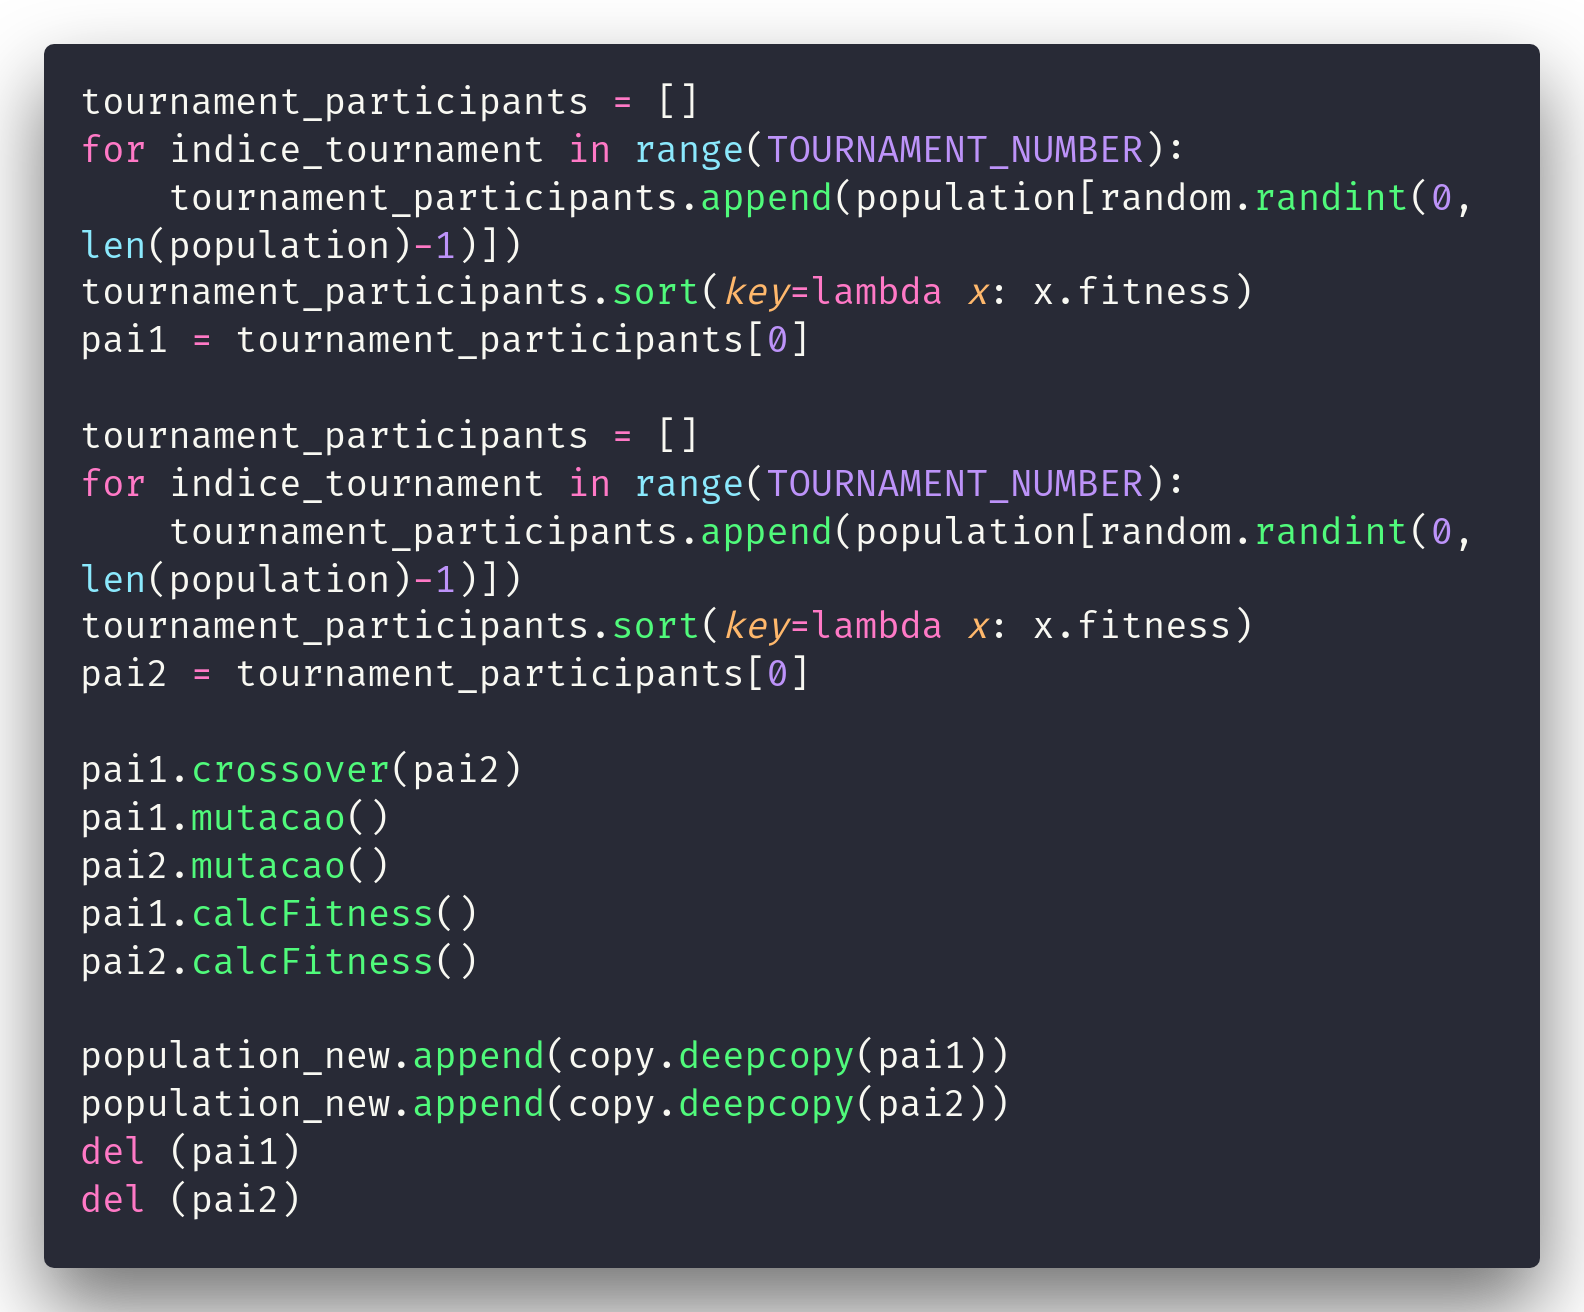 tournament_participants = []
for indice_tournament in range(TOURNAMENT_NUMBER):
    tournament_participants.append(population[random.randint(0,
len(population)-1)])
tournament_participants.sort(key=lambda x: x.fitness)
pai1 = tournament_participants[0]

tournament_participants = []
for indice_tournament in range(TOURNAMENT_NUMBER):
    tournament_participants.append(population[random.randint(0,
len(population)-1)])
tournament_participants.sort(key=lambda x: x.fitness)
pai2 = tournament_participants[0]

pai1.crossover(pai2)
pai1.mutacao()
pai2.mutacao()
pai1.calcFitness()
pai2.calcFitness()

population_new.append(copy.deepcopy(pai1))
population_new.append(copy.deepcopy(pai2))
del (pai1)
del (pai2)